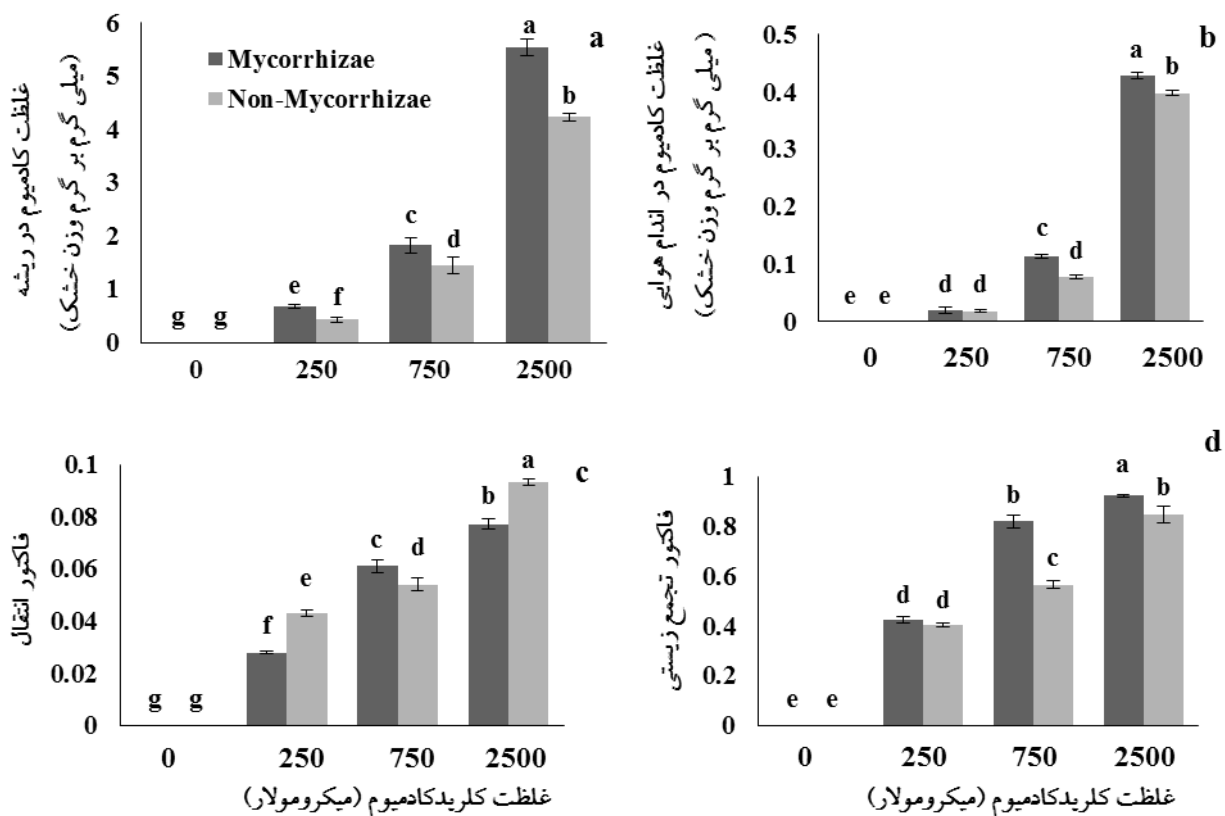 a
غلظت کادمیوم در ریشه
(میلی گرم بر گرم وزن خشک)
6
5
4
3
2
1
0
Mycorrhizae
Non-Mycorrhizae
g g e f c d a b
0 250 750 2500
b
غلظت کادمیوم در اندام هوایی
(میلی گرم بر گرم وزن خشک)
0.5
0.4
0.3
0.2
0.1
0
e e d d c d a b
0 250 750 2500
c
فاکتور انتقال
0.1
0.08
0.06
0.04
0.02
0
g g f e c d b a
0 250 750 2500
غلظت کلریدکادمیوم (میکرومولار)
d
فاکتور تجمع زیستی
1
0.8
0.6
0.4
0.2
0
e e d d b c a b
0 250 750 2500
غلظت کلریدکادمیوم (میکرومولار)